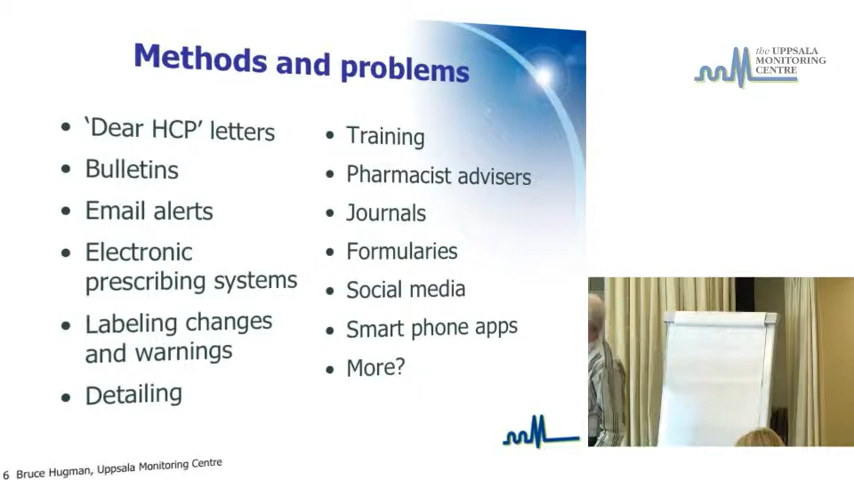 Methods and problems
• ‘Dear HCP’ letters
• Bulletins
• Email alerts
• Electronic
prescribing systems
• Labeling changes
and warnings
• Detailing
• Training
• Pharmacist advisers
• Journals
• Formularies
• Social media
• Smart phone apps
• More?
6 Bruce Hugman, Uppsala Monitoring Centre
the UPPSALA
MONITORING
CENTRE